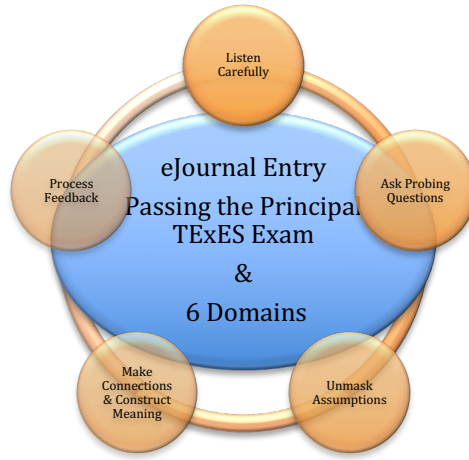 Listen
Carefully
eJournal Entry
Passing the Principal
TExES Exam
&
6 Domains
Process
Feedback
Ask Probing
Questions
Make
Connections
& Construct
Meaning
Unmask
Assumptions